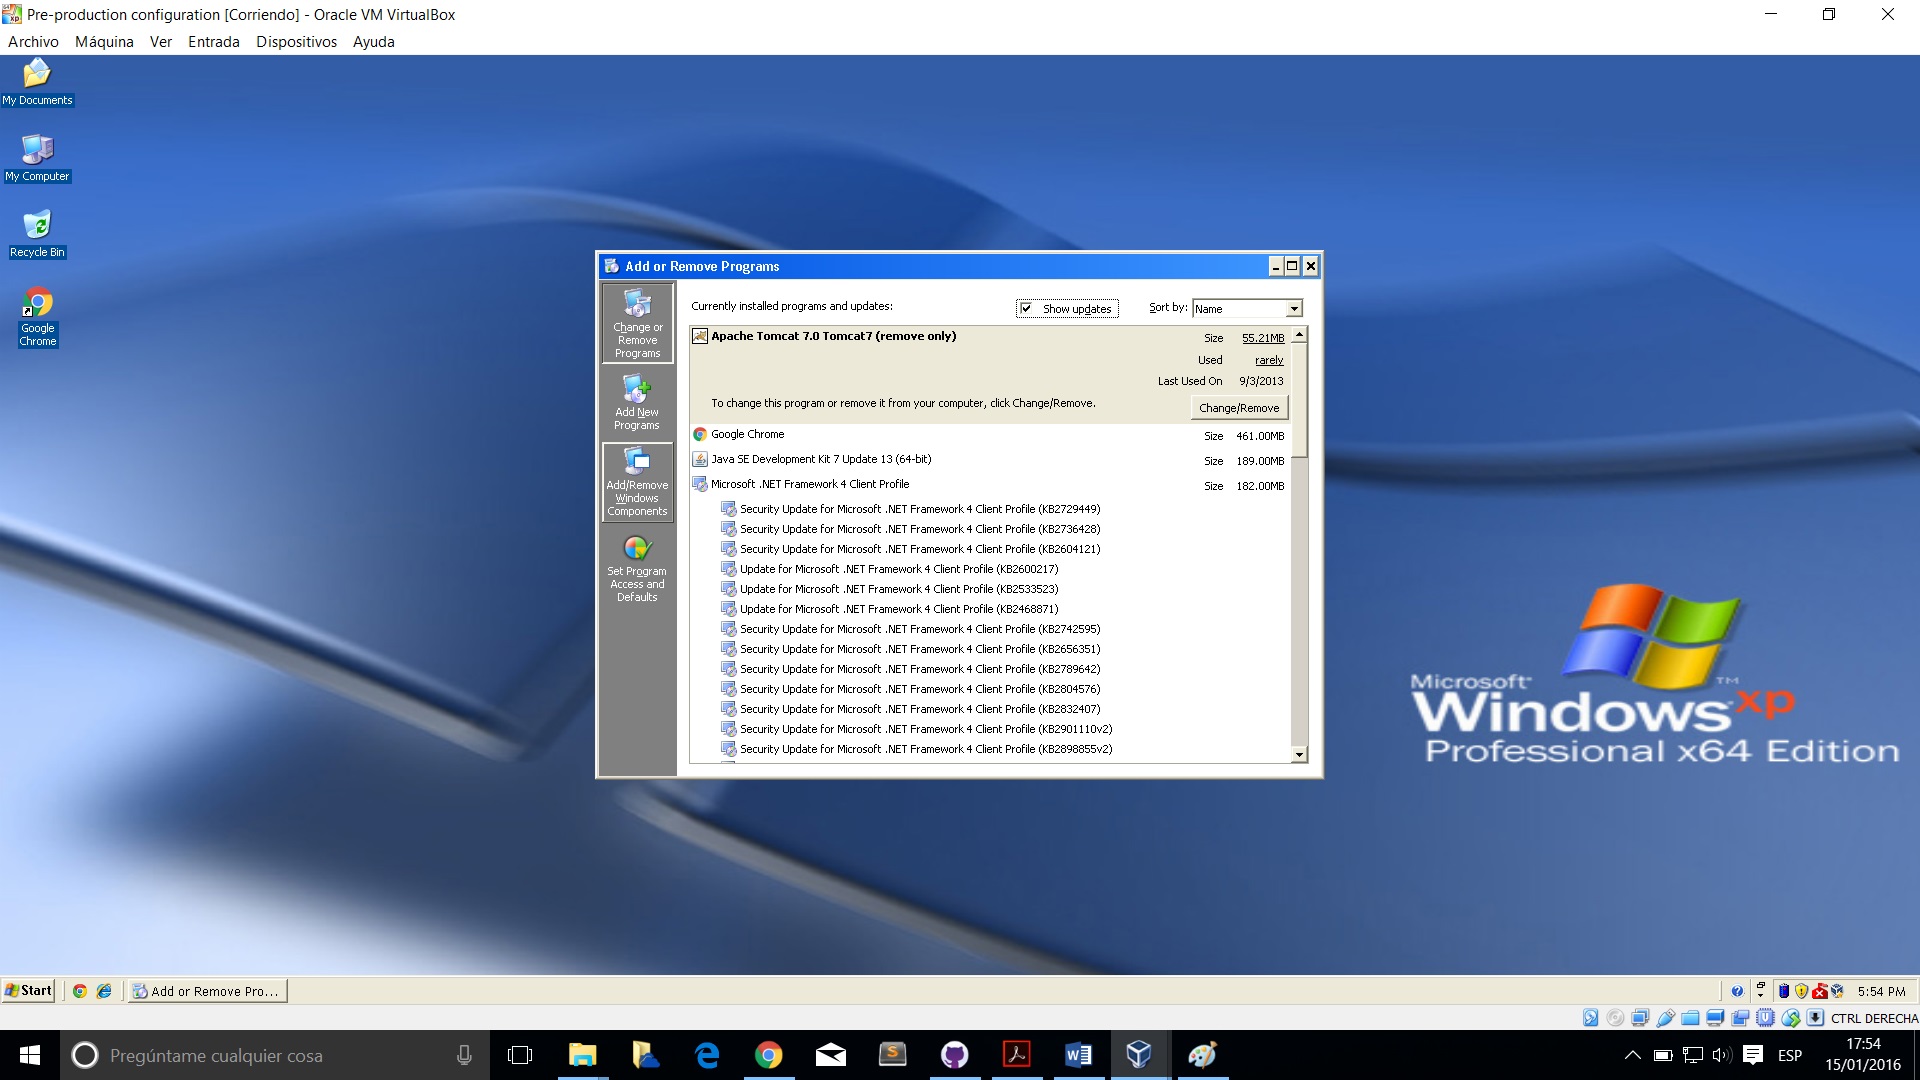 Pre-production configuration [Corriendo] - Oracle VM VirtualBox
Archivo Máquina Ver Entrada Dispositivos Ayuda
My Documents
My Computer
Recycle Bin
Google
Chrome
Add or Remove Programs
Change or
Remove
Programs
Add New
Programs
Add/Remove
Windows
Components
Set Program
Access and
Defaults
Currently installed programs and updates:
Show updates
Sort by: Name
Apache Tomcat 7.0 Tomcat7 (remove only)
Size 55.21MB
Used rarely
Last Used On 9/3/2013
To change this program or remove it from your computer, click Change/Remove.
Change/Remove
Google Chrome Size 461.00MB
Java SE Development Kit 7 Update 13 (64-bit) Size 189.00MB
Microsoft .NET Framework 4 Client Profile Size 182.00MB
Security Update for Microsoft .NET Framework 4 Client Profile (KB2729449)
Security Update for Microsoft .NET Framework 4 Client Profile (KB2736428)
Security Update for Microsoft .NET Framework 4 Client Profile (KB2604121)
Update for Microsoft .NET Framework 4 Client Profile (KB2600217)
Update for Microsoft .NET Framework 4 Client Profile (KB2533523)
Update for Microsoft .NET Framework 4 Client Profile (KB2468871)
Security Update for Microsoft .NET Framework 4 Client Profile (KB2742595)
Security Update for Microsoft .NET Framework 4 Client Profile (KB2656351)
Security Update for Microsoft .NET Framework 4 Client Profile (KB2789642)
Security Update for Microsoft .NET Framework 4 Client Profile (KB2804576)
Security Update for Microsoft .NET Framework 4 Client Profile (KB2832407)
Security Update for Microsoft .NET Framework 4 Client Profile (KB2901110v2)
Security Update for Microsoft .NET Framework 4 Client Profile (KB2898855v2)
Microsoft
Windows xp TM
Professional x64 Edition
Start
Add or Remove Pro...
5:54 PM
CTRL DERECHA
Pregúntame cualquier cosa
ESP
17:54
15/01/2016